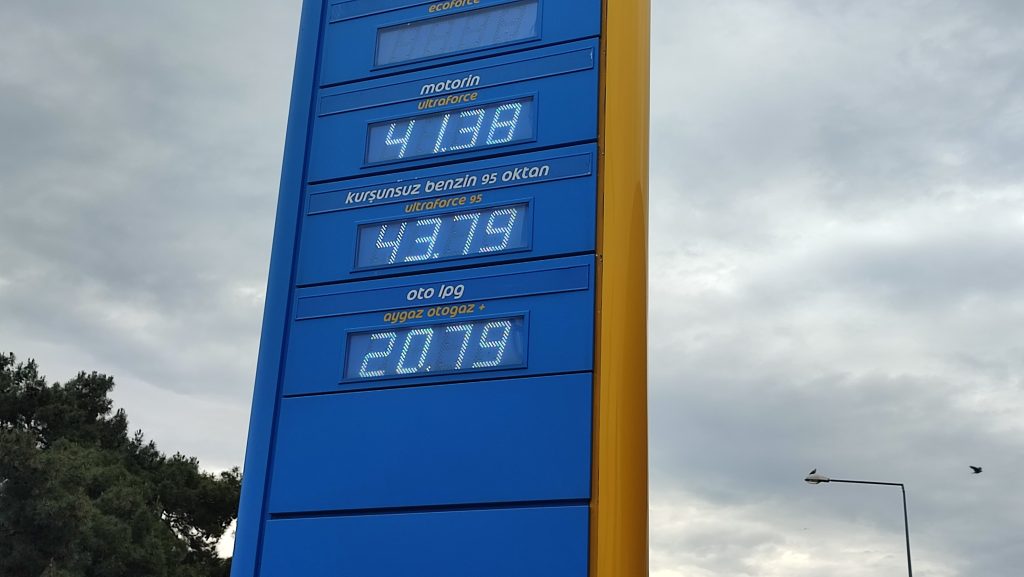 ecoforce
motorin
ultraforce
41.38
kurşunsuz benzin 95 oktan
ultraforce 95
43.79
oto lpg
aygaz otogaz +
20.79